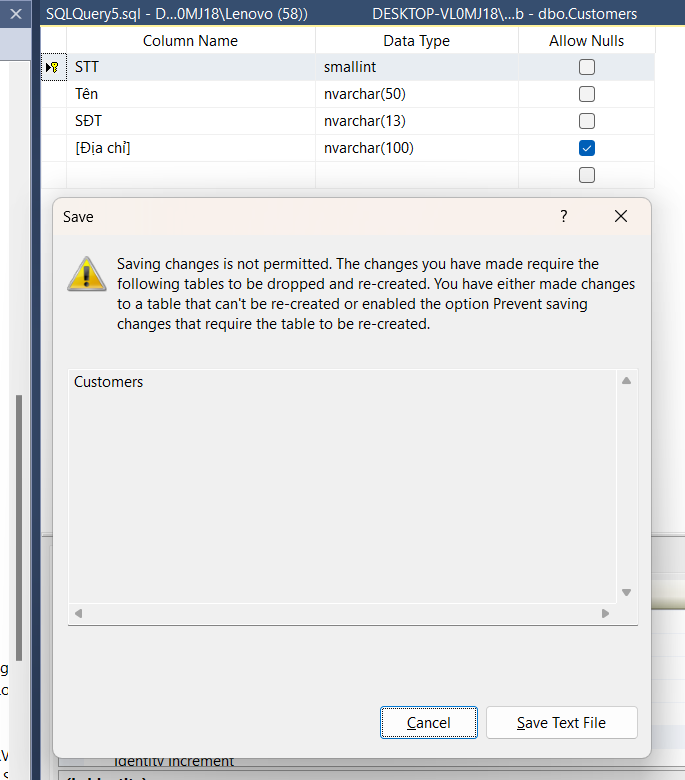 SQLQuery5.sql - D...0MJ18\Lenovo (58))
DESKTOP-VL0MJ18\...b - dbo.Customers
Column Name Data Type Allow Nulls
STT smallint
Tên nvarchar(50)
SĐT nvarchar(13)
[Địa chỉ] nvarchar(100)
Save
?
Saving changes is not permitted. The changes you have made require the
following tables to be dropped and re-created. You have either made changes
to a table that can't be re-created or enabled the option Prevent saving
changes that require the table to be re-created.
Customers
Cancel Save Text File
Identity Increment